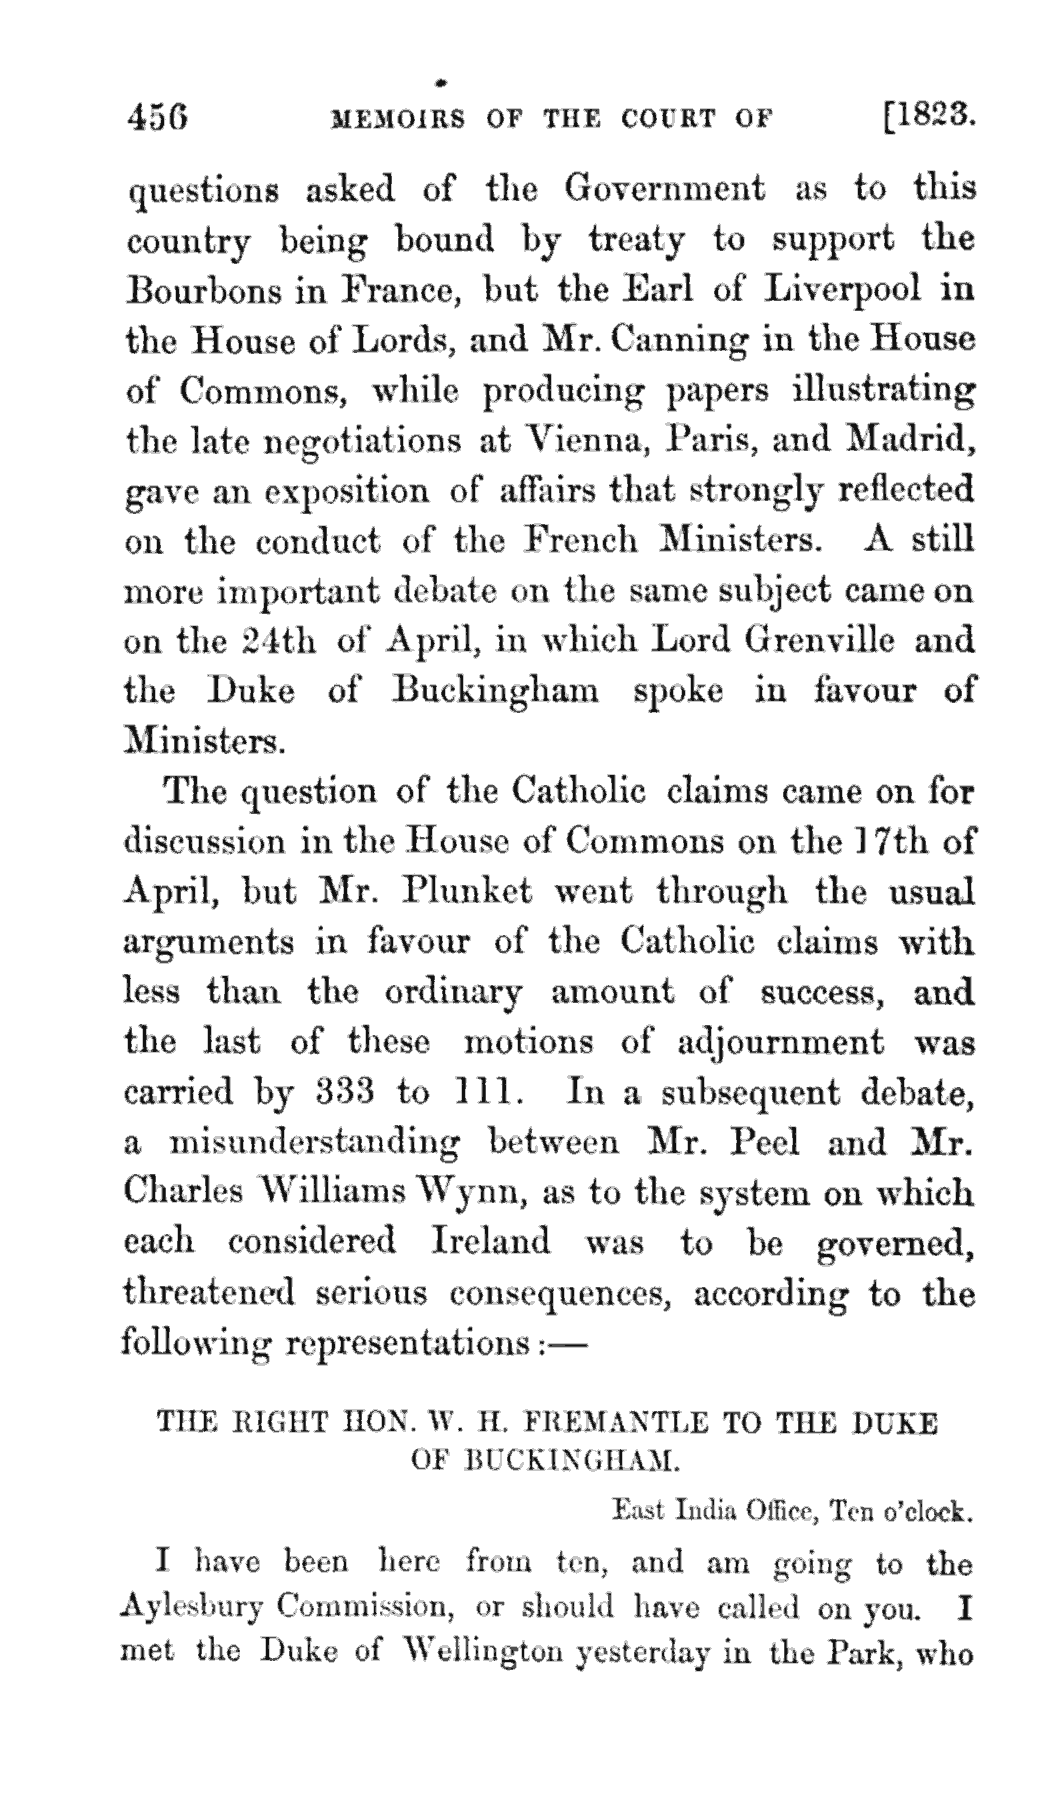 456 MEMOIRS OF THE COURT OF [1823.
questions asked of the Government as to this
country being bound by treaty to support the
Bourbons in France, but the Earl of Liverpool in
the House of Lords, and Mr. Canning in the House
of Commons, while producing papers illustrating
the late negotiations at Vienna, Paris, and Madrid,
gave an exposition of affairs that strongly reflected
on the conduct of the French Ministers. A still
more important debate on the same subject came on
on the 24th of April, in which Lord Grenville and
the Duke of Buckingham spoke in favour of
Ministers.
The question of the Catholic claims came on for
discussion in the House of Commons on the 17th of
April, but Mr. Plunket went through the usual
arguments in favour of the Catholic claims with
less than the ordinary amount of success, and
the last of these motions of adjournment was
carried by 333 to 111. In a subsequent debate,
a misunderstanding between Mr. Peel and Mr.
Charles Williams Wynn, as to the system on which
each considered Ireland was to be governed,
threatened serious consequences, according to the
following representations:—
THE RIGHT HON. W. H. FREMANTLE TO THE DUKE
OF BUCKINGHAM.
East India Office, Ten o'clock.
I have been here from ten, and am going to the
Aylesbury Commission, or should have called on you. I
met the Duke of Wellington yesterday in the Park, who